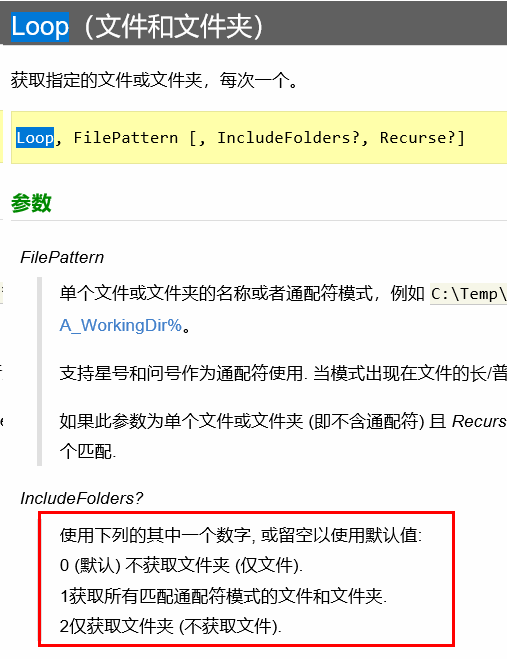 Loop（文件和文件夹）
获取指定的文件或文件夹，每次一个。
Loop, FilePattern [, IncludeFolders?, Recurse?]
参数
FilePattern
单个文件或文件夹的名称或者通配符模式，例如 C:\Temp\
A_WorkingDir%。
支持星号和问号作为通配符使用. 当模式出现在文件的长/普
如果此参数为单个文件或文件夹 (即不含通配符) 且 Recurs
个匹配.
IncludeFolders?
使用下列的其中一个数字, 或留空以使用默认值:
0 (默认) 不获取文件夹 (仅文件).
1获取所有匹配通配符模式的文件和文件夹.
2仅获取文件夹 (不获取文件).